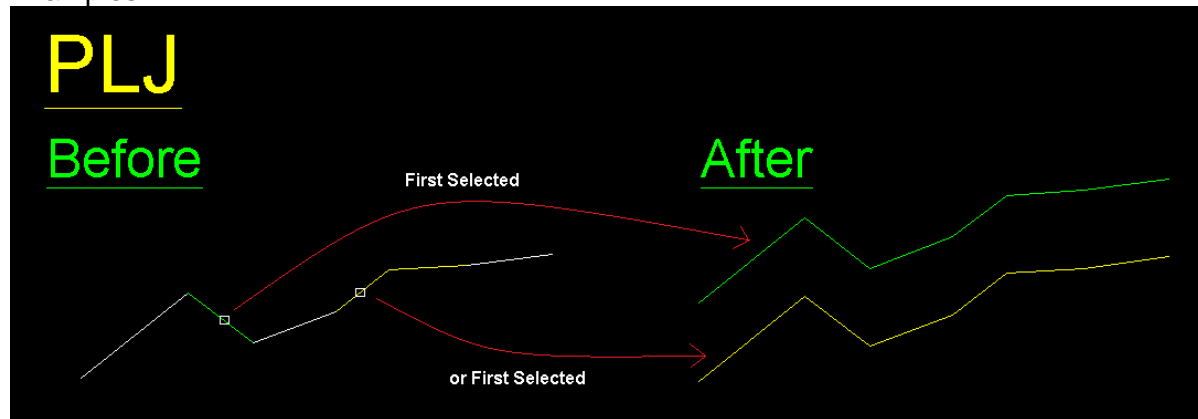 PLJ
Before
After
First Selected
or First Selected